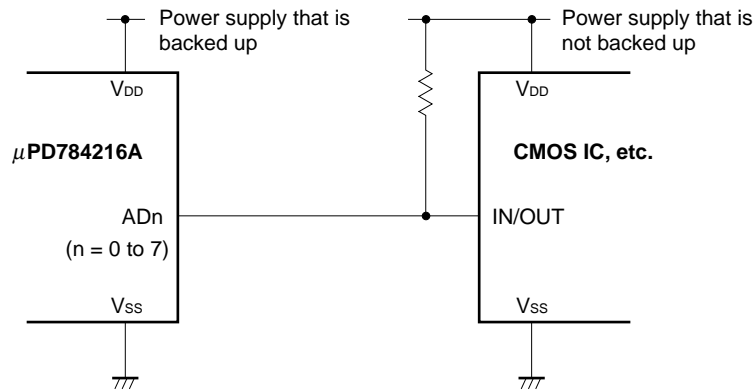 Power supply that is
backed up
Power supply that is
not backed up
VDD
VDD
μPD784216A
CMOS IC, etc.
ADn
IN/OUT
(n = 0 to 7)
VSS
VSS